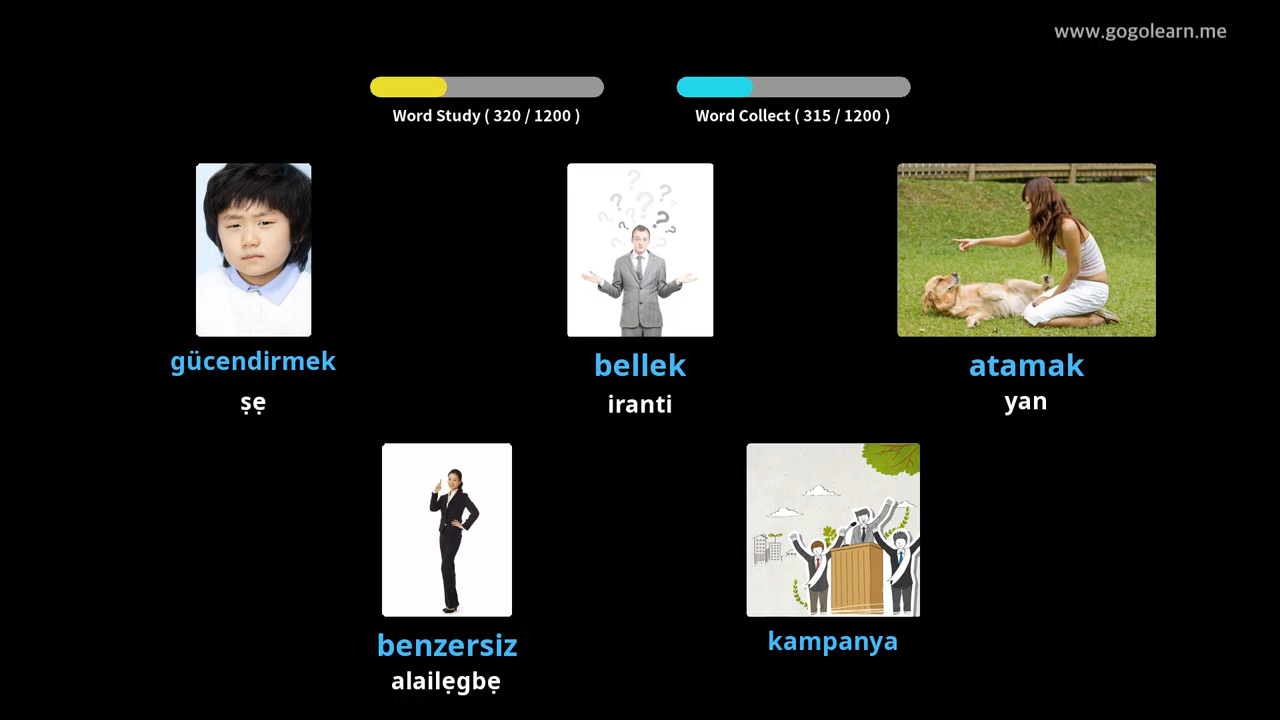 www.gogolearn.me
Word Study ( 320 / 1200 )
Word Collect ( 315 / 1200 )
gücendirmek
ṣẹ
bellek
iranti
atamak
yan
benzersiz
alailẹgbẹ
kampanya